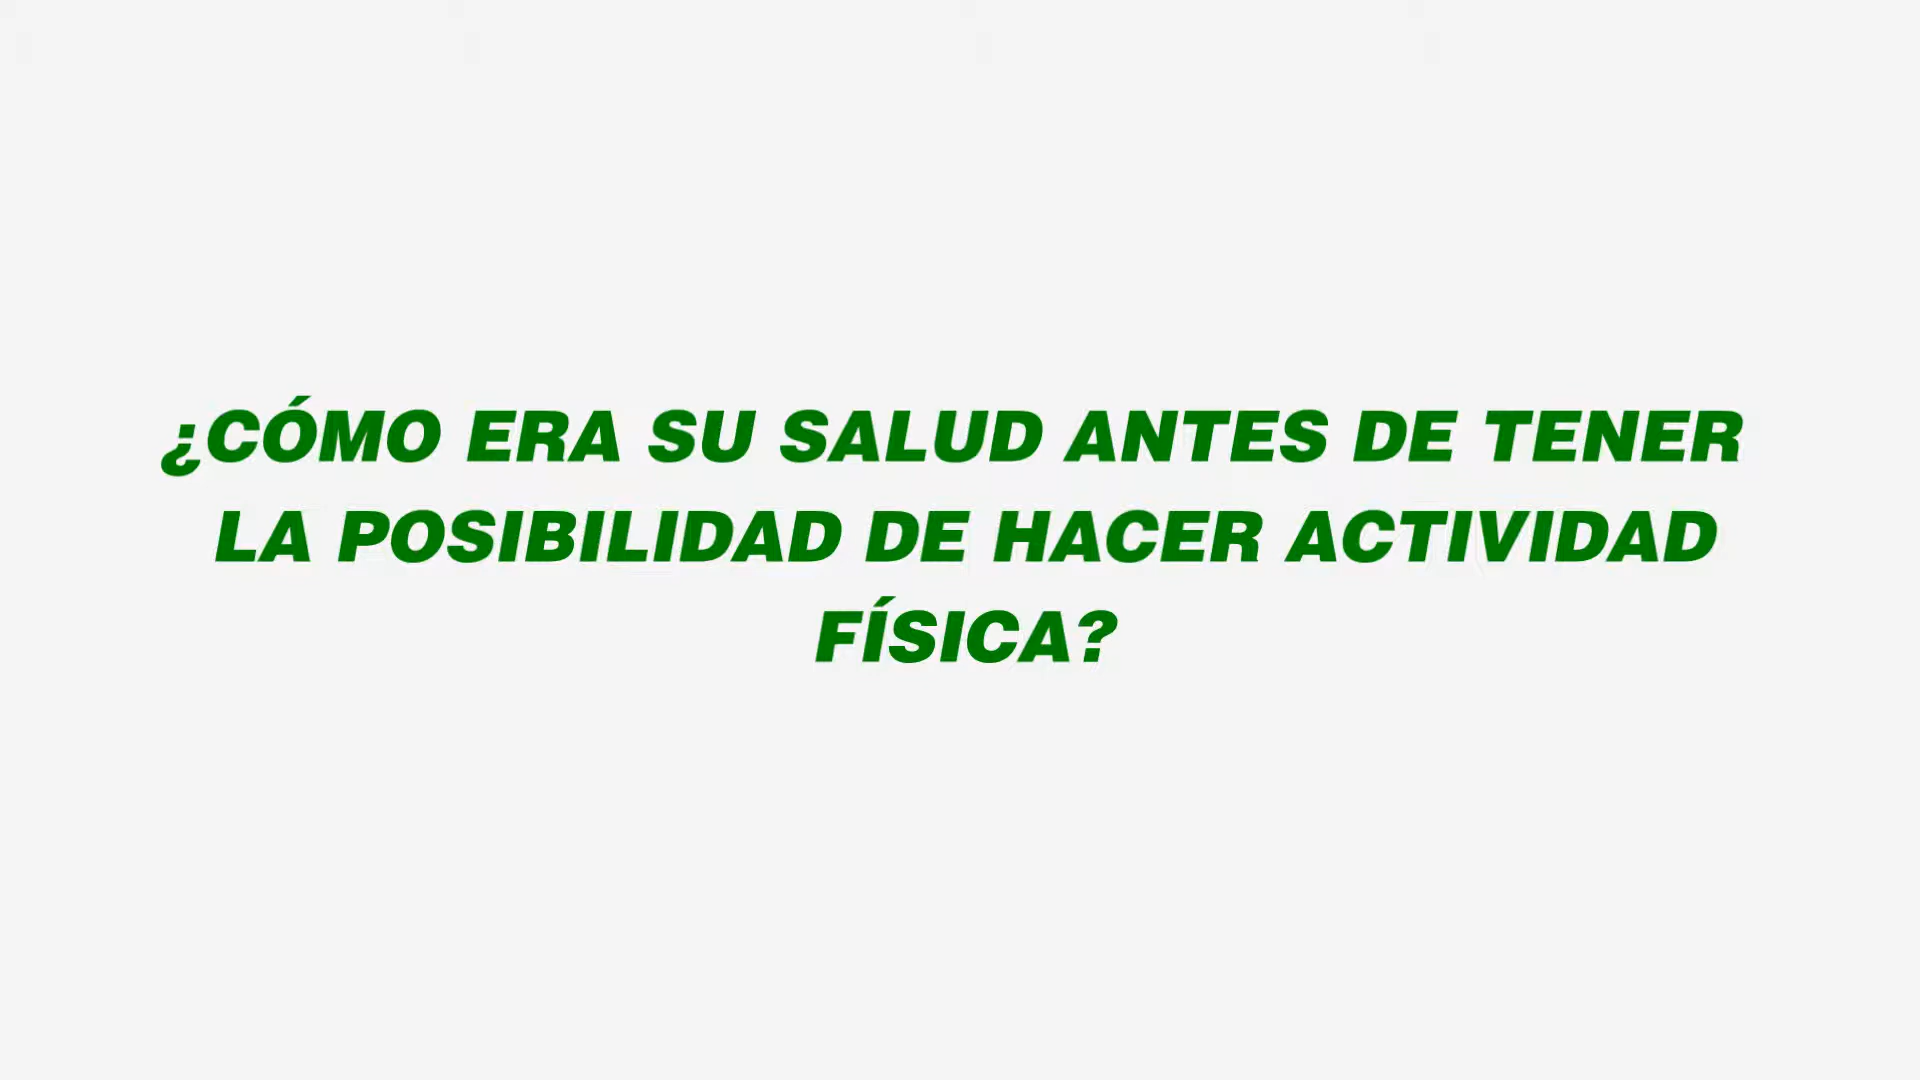 ¿CÓMO ERA SU SALUD ANTES DE TENER
LA POSIBILIDAD DE HACER ACTIVIDAD
FÍSICA?